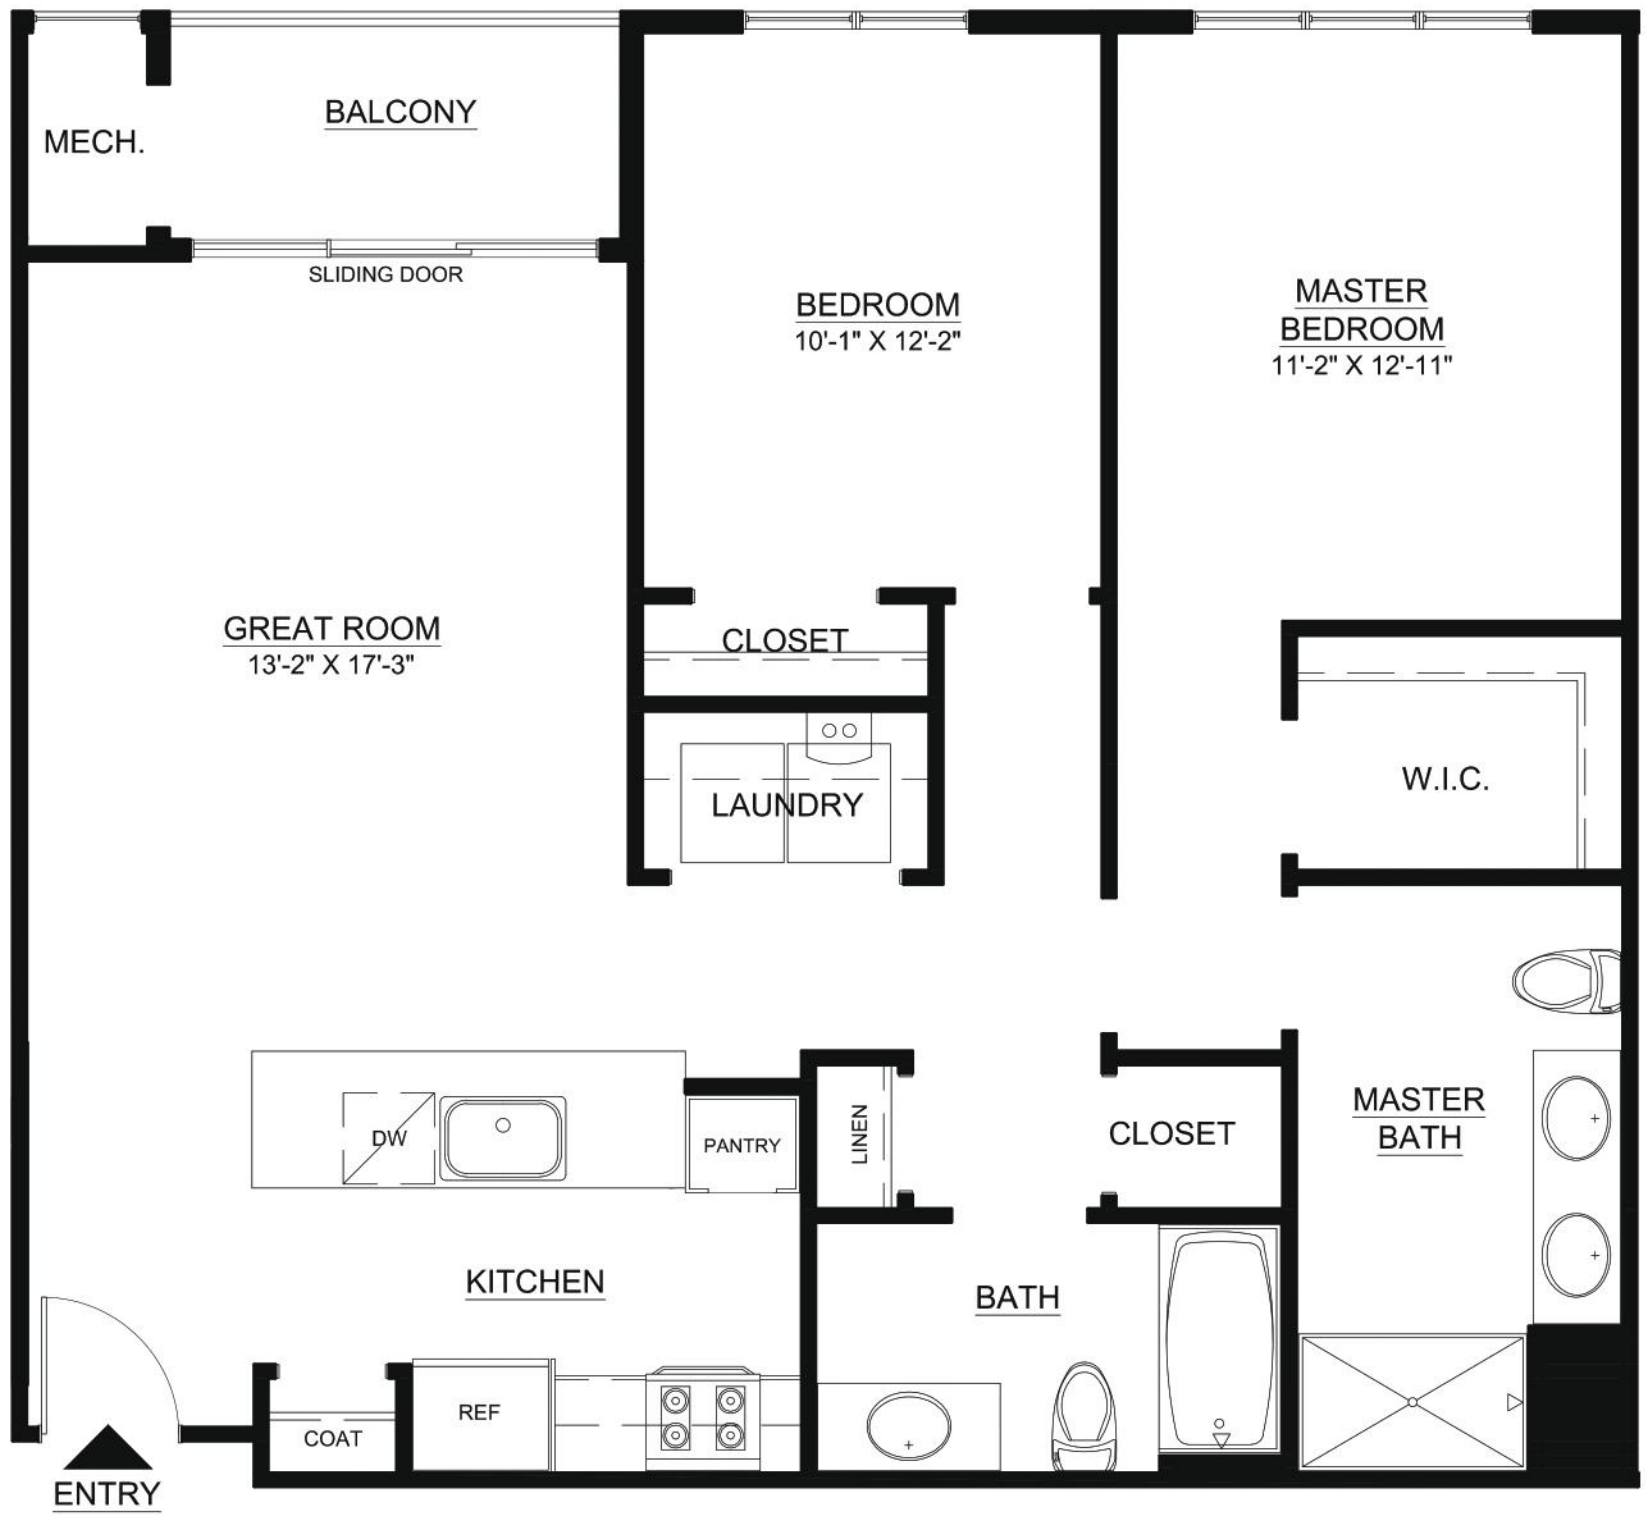 BALCONY
MECH.
SLIDING DOOR
BEDROOM
10'-1" X 12'-2"
MASTER
BEDROOM
11'-2" X 12'-11"
GREAT ROOM
13'-2" X 17'-3"
CLOSET
LAUNDRY
W.I.C.
DW
PANTRY
LINEN
CLOSET
MASTER
BATH
KITCHEN
BATH
REF
COAT
ENTRY